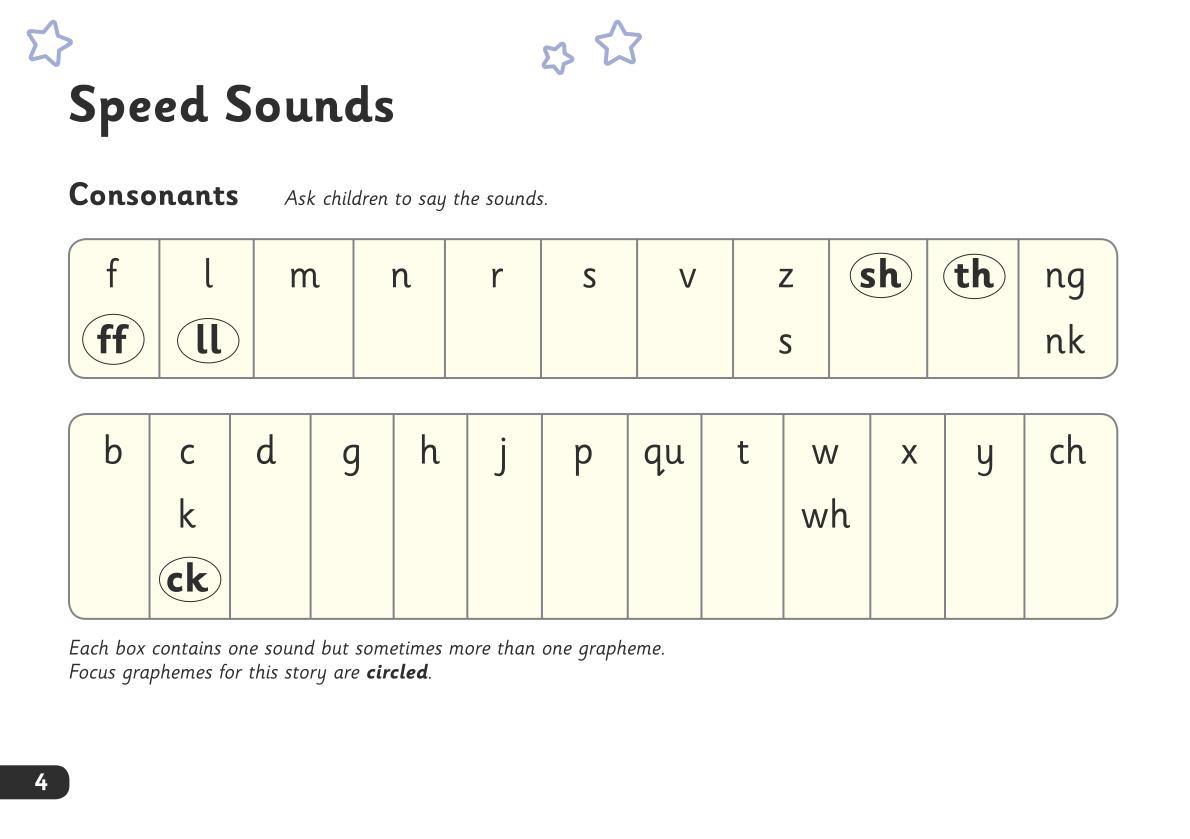 Speed Sounds
Consonants Ask children to say the sounds.
f l m n r s v z sh th ng
ff ll s nk
b c d g h j p qu t w x y ch
k wh
ck
Each box contains one sound but sometimes more than one grapheme.
Focus graphemes for this story are circled.
4